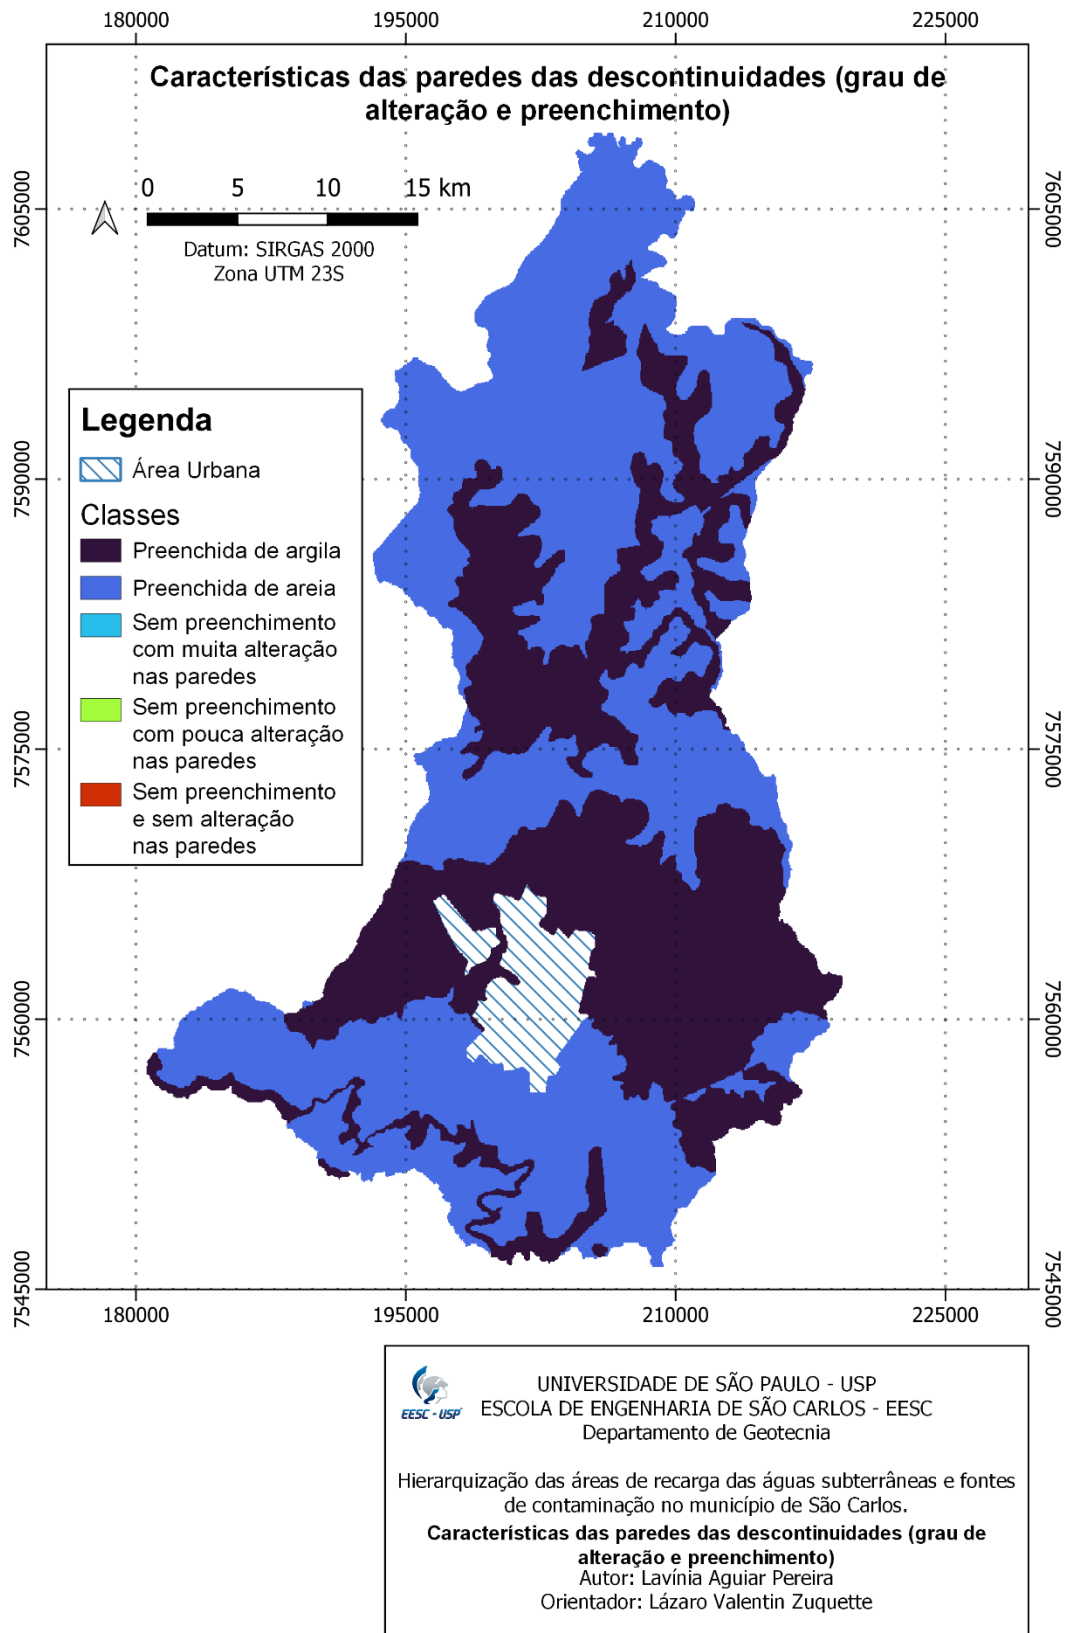 180000
195000
210000
225000
Características das paredes das descontinuidades (grau de
alteração e preenchimento)
0 5 10 15 km
Datum: SIRGAS 2000
Zona UTM 23S
7605000
7605000
Legenda
Área Urbana
Classes
Preenchida de argila
Preenchida de areia
Sem preenchimento
com muita alteração
nas paredes
Sem preenchimento
com pouca alteração
nas paredes
Sem preenchimento
e sem alteração
nas paredes
7590000
7590000
7575000
7575000
7560000
7560000
7545000
7545000
180000
195000
210000
225000
EESC - USP
UNIVERSIDADE DE SÃO PAULO - USP
ESCOLA DE ENGENHARIA DE SÃO CARLOS - EESC
Departamento de Geotecnia
Hierarquização das áreas de recarga das águas subterrâneas e fontes
de contaminação no município de São Carlos.
Características das paredes das descontinuidades (grau de
alteração e preenchimento)
Autor: Lavínia Aguiar Pereira
Orientador: Lázaro Valentin Zuquette